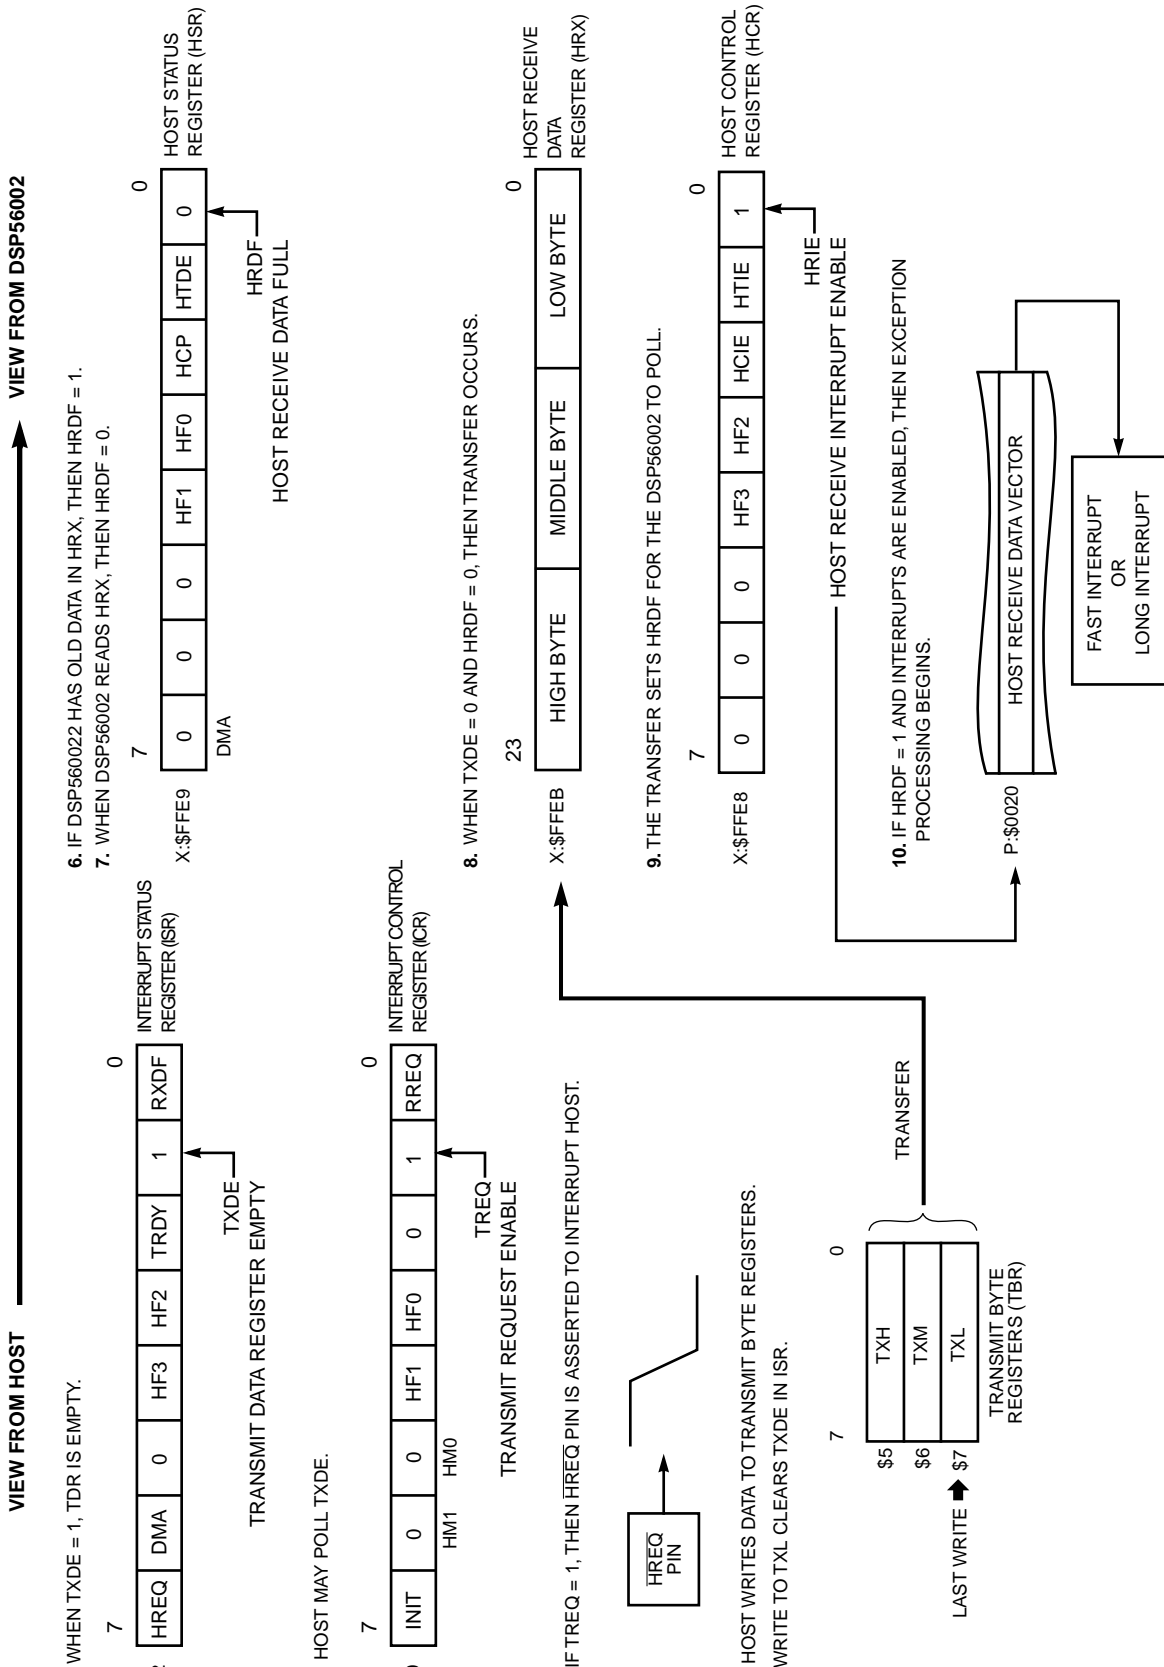 VIEW FROM HOST
VIEW FROM DSP56002
WHEN TXDE = 1, TDR IS EMPTY.
7
0
HREQ DMA 0 HF3 HF2 TRDY 1 RXDF
INTERRUPT STATUS
REGISTER (ISR)
TXDE
TRANSMIT DATA REGISTER EMPTY
HOST MAY POLL TXDE.
7
0
INIT 0 0 HF1 HF0 0 1 RREQ
INTERRUPT CONTROL
REGISTER (ICR)
HM1 HM0
TREQ
TRANSMIT REQUEST ENABLE
IF TREQ = 1, THEN HREQ PIN IS ASSERTED TO INTERRUPT HOST.
HREQ
PIN
HOST WRITES DATA TO TRANSMIT BYTE REGISTERS.
WRITE TO TXL CLEARS TXDE IN ISR.
7
0
$5 TXH
$6 TXM
LAST WRITE $7 TXL
TRANSMIT BYTE
REGISTERS (TBR)
TRANSFER
6. IF DSP560022 HAS OLD DATA IN HRX, THEN HRDF = 1.
7. WHEN DSP56002 READS HRX, THEN HRDF = 0.
7
0
X:$FFE9 0 0 0 HF1 HF0 HCP HTDE 0
HOST STATUS
REGISTER (HSR)
DMA
HRDF
HOST RECEIVE DATA FULL
8. WHEN TXDE = 0 AND HRDF = 0, THEN TRANSFER OCCURS.
23
0
X:$FFEB HIGH BYTE MIDDLE BYTE LOW BYTE
HOST RECEIVE
DATA
REGISTER (HRX)
9. THE TRANSFER SETS HRDF FOR THE DSP56002 TO POLL.
7
0
X:$FFE8 0 0 0 HF3 HF2 HCIE HTIE 1
HOST CONTROL
REGISTER (HCR)
HRIE
HOST RECEIVE INTERRUPT ENABLE
10. IF HRDF = 1 AND INTERRUPTS ARE ENABLED, THEN EXCEPTION
PROCESSING BEGINS.
P:$0020 HOST RECEIVE DATA VECTOR
FAST INTERRUPT
OR
LONG INTERRUPT